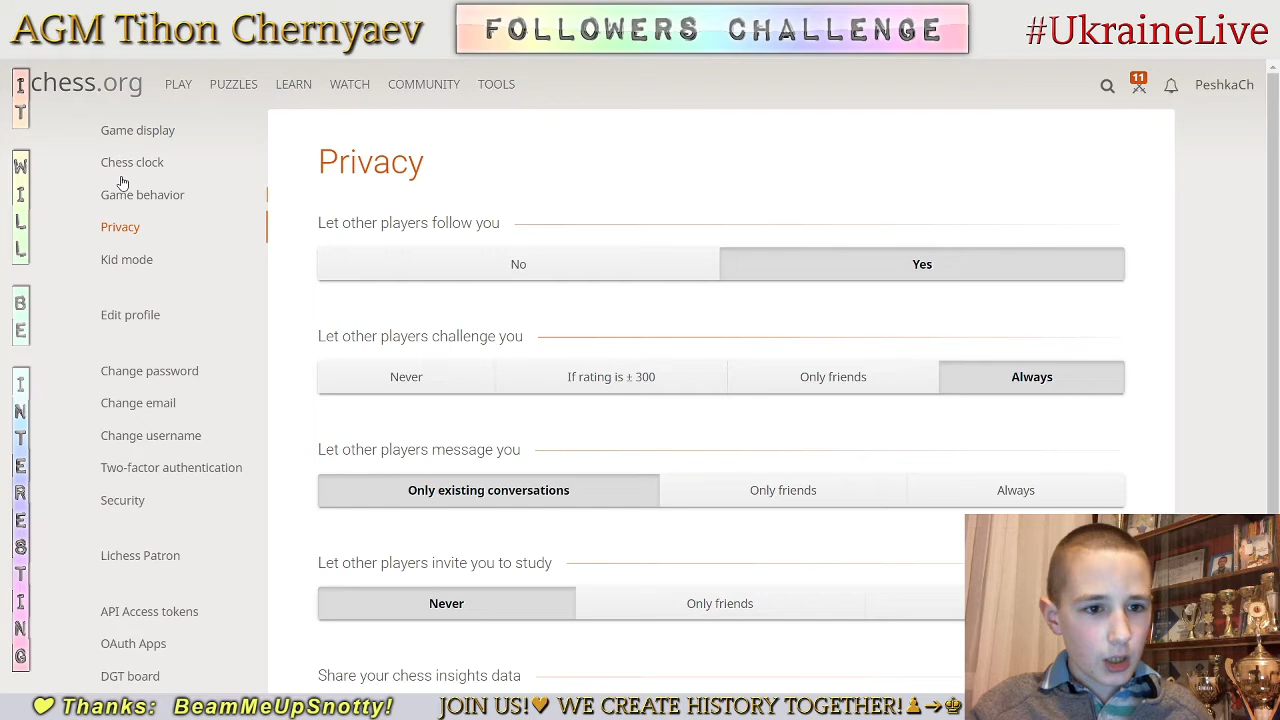 AGM Tihon Chernyaev
FOLLOWERS CHALLENGE
#UkraineLive
chess.org
PLAY
PUZZLES
LEARN
WATCH
COMMUNITY
TOOLS
11
PeshkaCh
IT
WILL
BE
INTERESTING
Game display
Chess clock
Game behavior
Privacy
Kid mode
Edit profile
Change password
Change email
Change username
Two-factor authentication
Security
Lichess Patron
API Access tokens
OAuth Apps
DGT board
Privacy
Let other players follow you
No
Yes
Let other players challenge you
Never
If rating is ± 300
Only friends
Always
Let other players message you
Only existing conversations
Only friends
Always
Let other players invite you to study
Never
Only friends
Share your chess insights data
Thanks: BeamMeUpSnotty!
JOIN US! WE CREATE HISTORY TOGETHER!